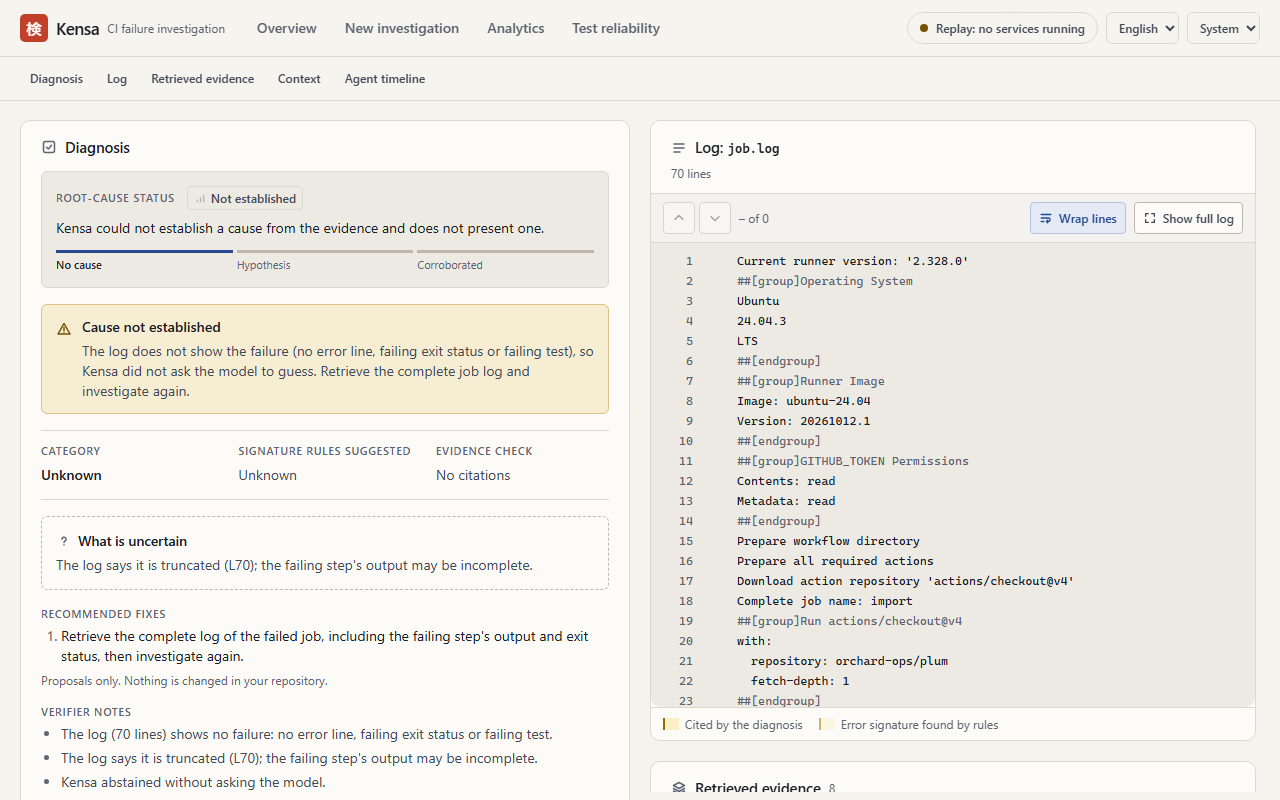 検 Kensa CI failure investigation Overview New investigation Analytics Test reliability Replay: no services running English System
Diagnosis Log Retrieved evidence Context Agent timeline
Diagnosis
ROOT-CAUSE STATUS Not established
Kensa could not establish a cause from the evidence and does not present one.
No cause Hypothesis Corroborated
Cause not established
The log does not show the failure (no error line, failing exit status or failing test), so
Kensa did not ask the model to guess. Retrieve the complete job log and
investigate again.
CATEGORY SIGNATURE RULES SUGGESTED EVIDENCE CHECK
Unknown Unknown No citations
? What is uncertain
The log says it is truncated (L70); the failing step's output may be incomplete.
RECOMMENDED FIXES
1. Retrieve the complete log of the failed job, including the failing step's output and exit
status, then investigate again.
Proposals only. Nothing is changed in your repository.
VERIFIER NOTES
• The log (70 lines) shows no failure: no error line, failing exit status or failing test.
• The log says it is truncated (L70); the failing step's output may be incomplete.
• Kensa abstained without asking the model.
Log: job.log
70 lines
– of 0 Wrap lines Show full log
1 Current runner version: '2.328.0'
2 ##[group]Operating System
3 Ubuntu
4 24.04.3
5 LTS
6 ##[endgroup]
7 ##[group]Runner Image
8 Image: ubuntu-24.04
9 Version: 20261012.1
10 ##[endgroup]
11 ##[group]GITHUB_TOKEN Permissions
12 Contents: read
13 Metadata: read
14 ##[endgroup]
15 Prepare workflow directory
16 Prepare all required actions
17 Download action repository 'actions/checkout@v4'
18 Complete job name: import
19 ##[group]Run actions/checkout@v4
20 with:
21 repository: orchard-ops/plum
22 fetch-depth: 1
23 ##[endgroup]
Cited by the diagnosis Error signature found by rules
Retrieved evidence 8